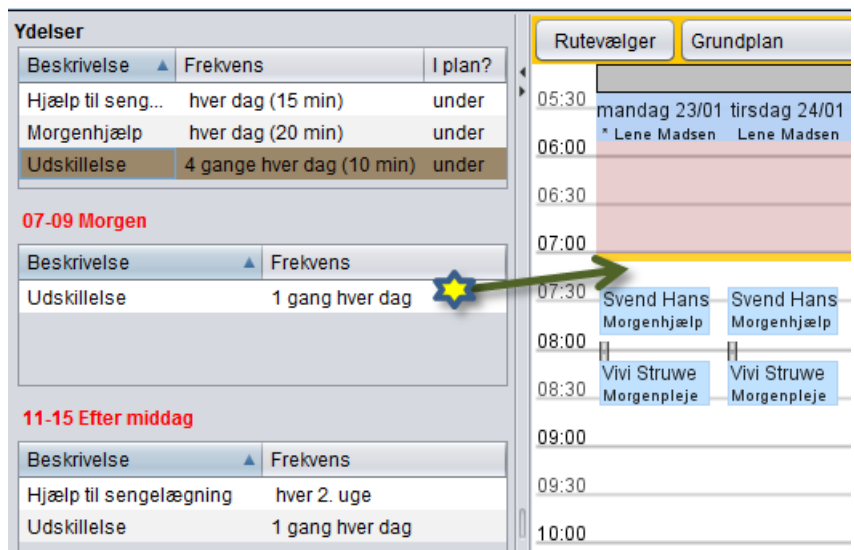 Ydelser
Beskrivelse Frekvens I plan?
Hjælp til seng... hver dag (15 min) under
Morgenhjælp hver dag (20 min) under
Udskillelse 4 gange hver dag (10 min) under
07-09 Morgen
Beskrivelse Frekvens
Udskillelse 1 gang hver dag
11-15 Efter middag
Beskrivelse Frekvens
Hjælp til sengelægning hver 2. uge
Udskillelse 1 gang hver dag
Rutevælger Grundplan
05:30 mandag 23/01 tirsdag 24/01
* Lene Madsen Lene Madsen
06:00
06:30
07:00
07:30 Svend Hans Svend Hans
Morgenhjælp Morgenhjælp
08:00
Vivi Struwe Vivi Struwe
08:30 Morgenpleje Morgenpleje
09:00
09:30
10:00